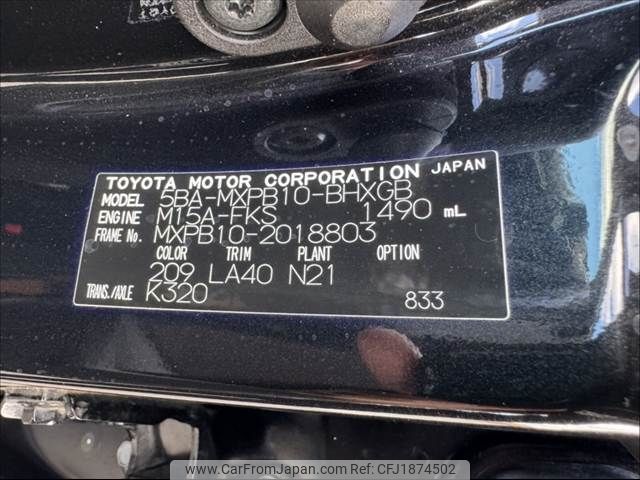 TOYOTA MOTOR CORPORATION JAPAN
MODEL 5BA-MXPB10-BHXGB
ENGINE M15A-FKS 1490 mL
FRAME No. MXPB10-2018803
COLOR TRIM PLANT OPTION
209 LA40 N21
TRANS./AXLE K320 833
www.CarFromJapan.com | Ref No: CFJ1874502